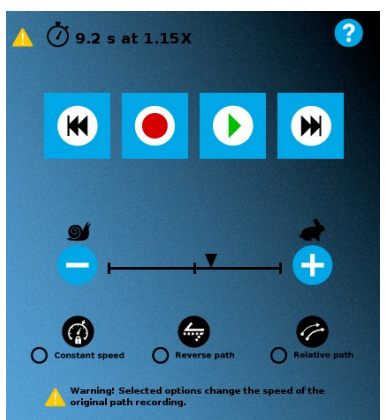 9.2 s at 1.15X
?
Constant speed
Reverse path
Relative path
Warning! Selected options change the speed of the
original path recording.